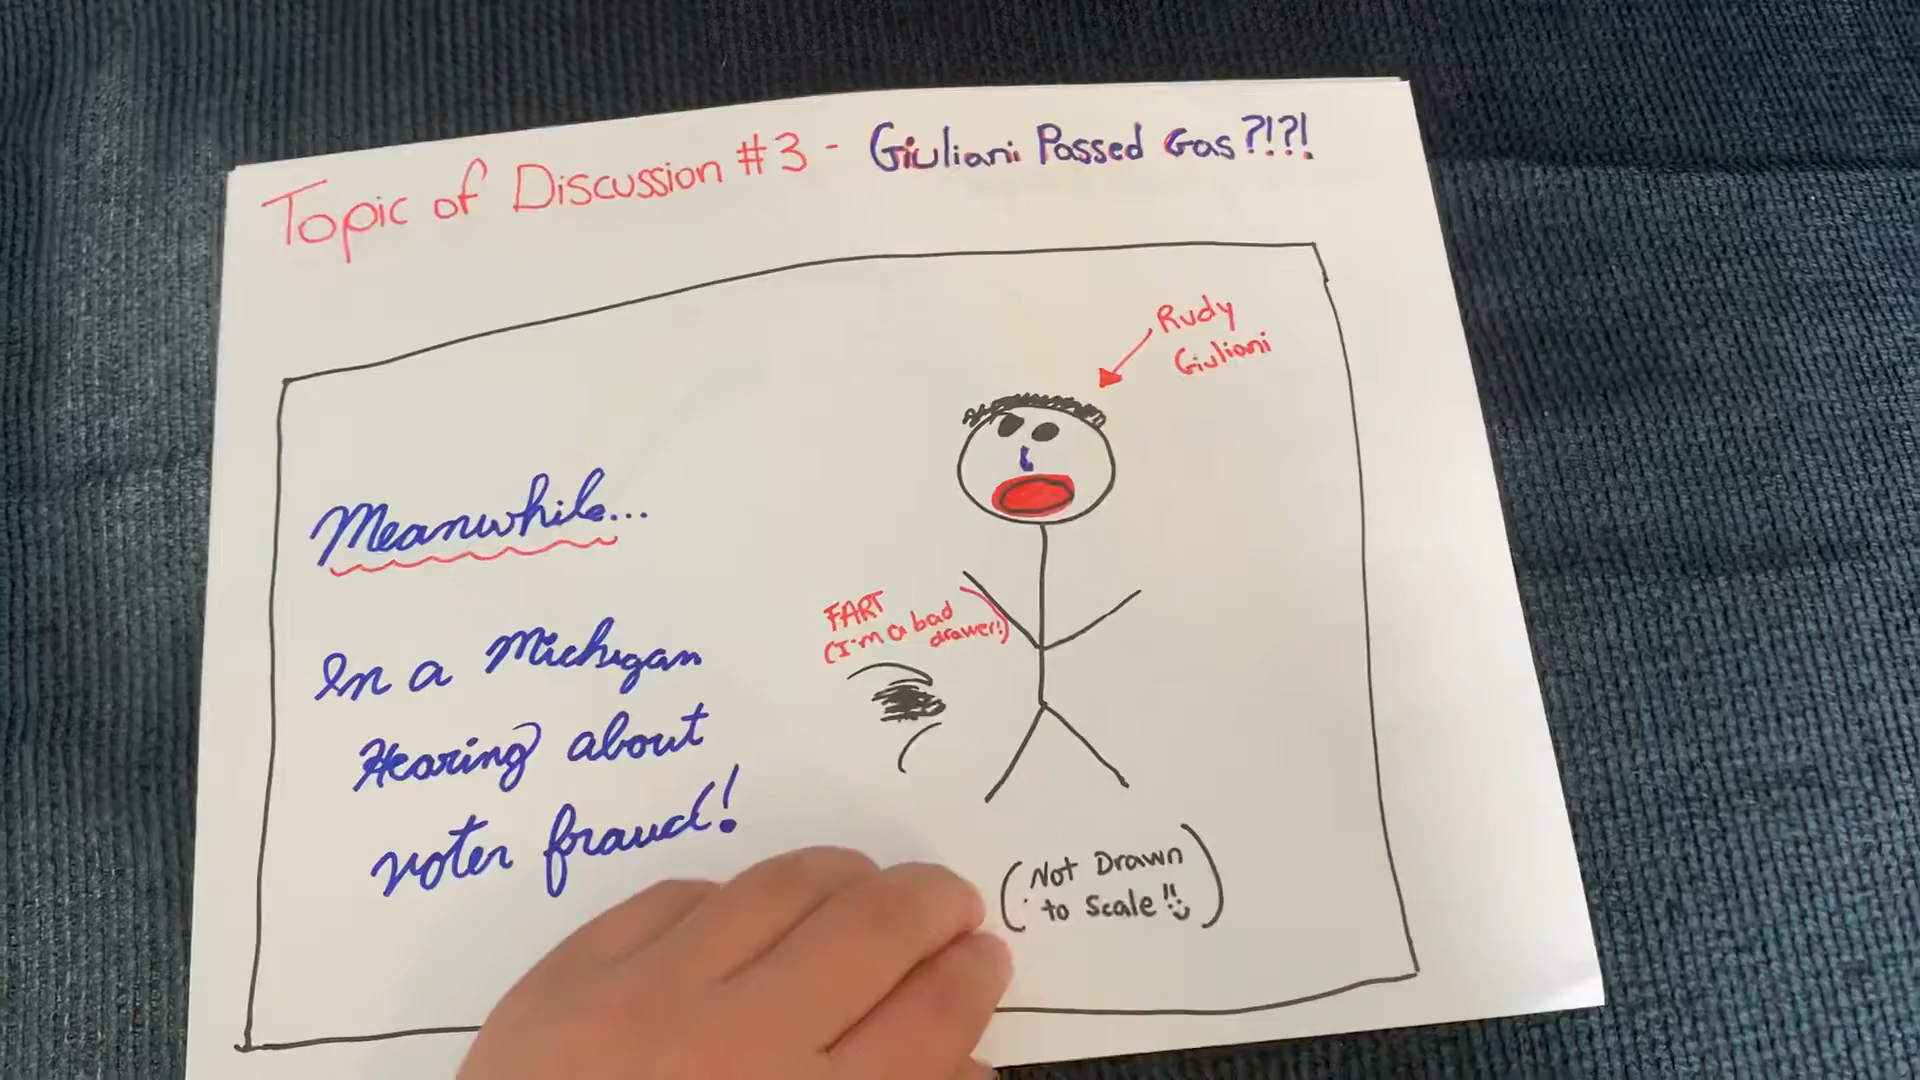 Topic of Discussion #3 - Giuliani Passed Gas?!?!
Rudy
Giuliani
Meanwhile...
FART
(I'm a bad
drawer!)
In a Michigan
Hearing about
voter fraud!
(Not Drawn
to Scale!!)